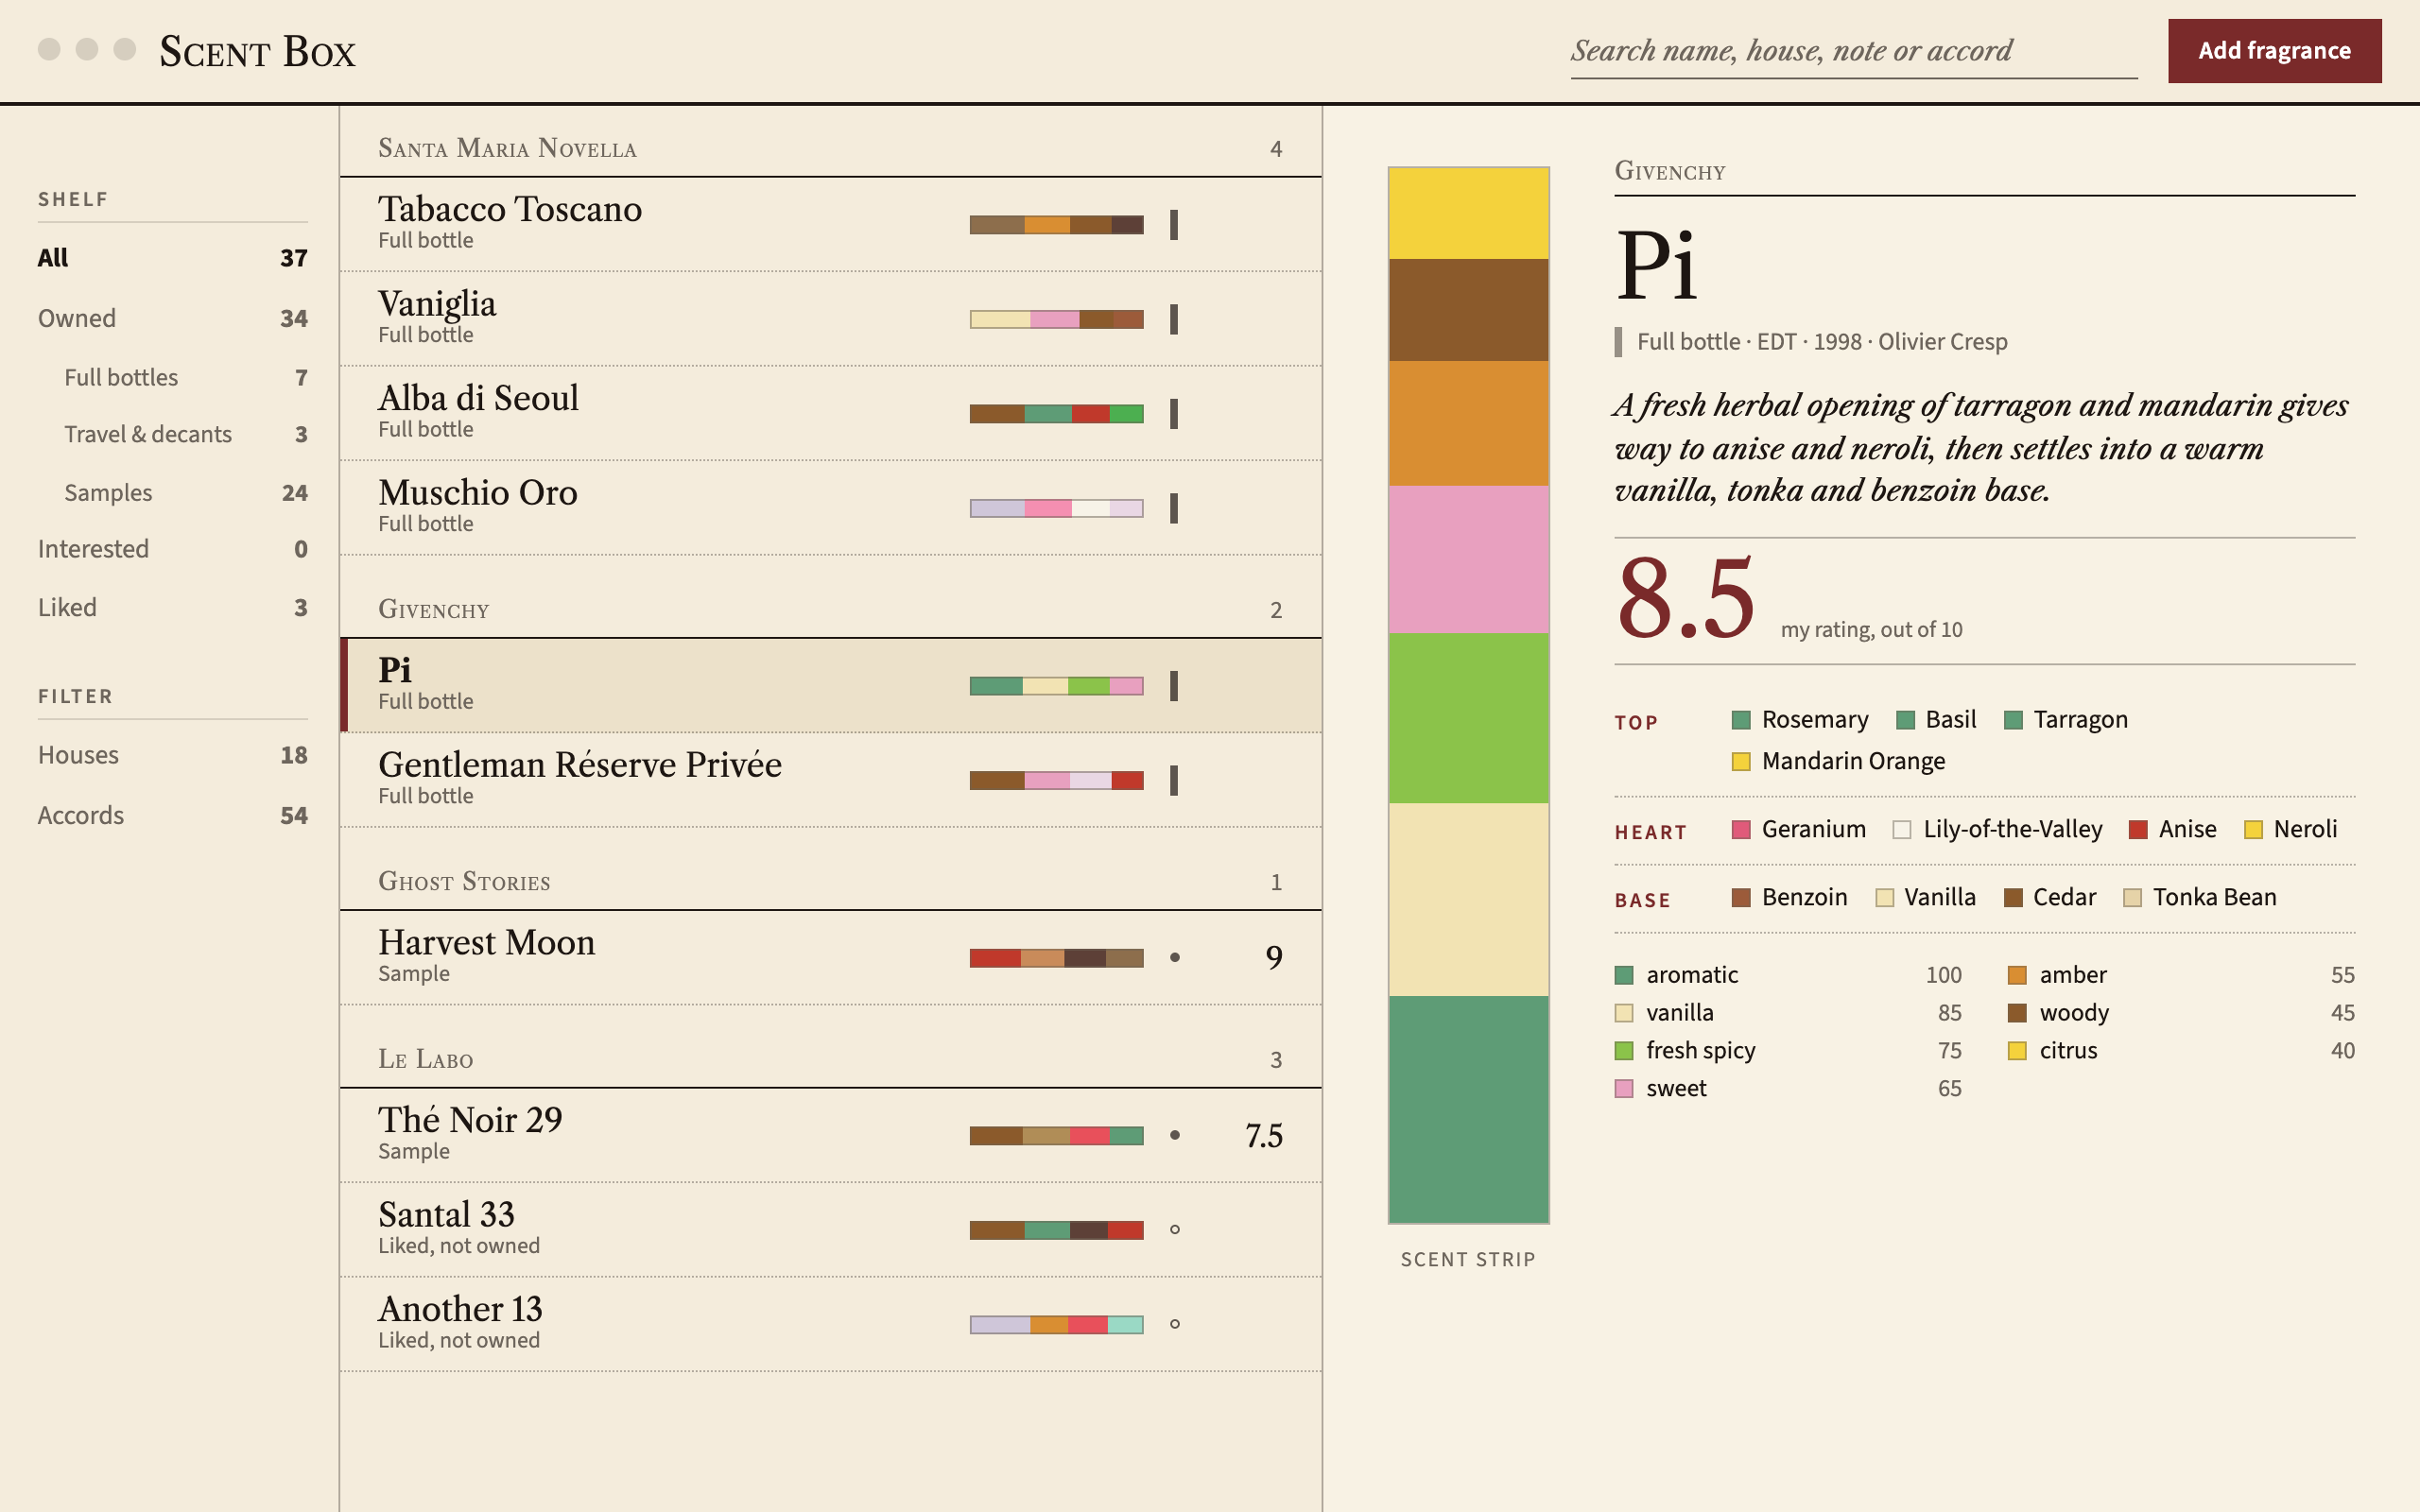 Scent Box
Search name, house, note or accord
Add fragrance
SHELF
All 37
Owned 34
Full bottles 7
Travel & decants 3
Samples 24
Interested 0
Liked 3
FILTER
Houses 18
Accords 54
Santa Maria Novella 4
Tabacco Toscano
Full bottle
Vaniglia
Full bottle
Alba di Seoul
Full bottle
Muschio Oro
Full bottle
Givenchy 2
Pi
Full bottle
Gentleman Réserve Privée
Full bottle
Ghost Stories 1
Harvest Moon 9
Sample
Le Labo 3
Thé Noir 29 7.5
Sample
Santal 33
Liked, not owned
Another 13
Liked, not owned
SCENT STRIP
Givenchy
Pi
Full bottle · EDT · 1998 · Olivier Cresp
A fresh herbal opening of tarragon and mandarin gives
way to anise and neroli, then settles into a warm
vanilla, tonka and benzoin base.
8.5 my rating, out of 10
TOP Rosemary Basil Tarragon
Mandarin Orange
HEART Geranium Lily-of-the-Valley Anise Neroli
BASE Benzoin Vanilla Cedar Tonka Bean
aromatic 100 amber 55
vanilla 85 woody 45
fresh spicy 75 citrus 40
sweet 65